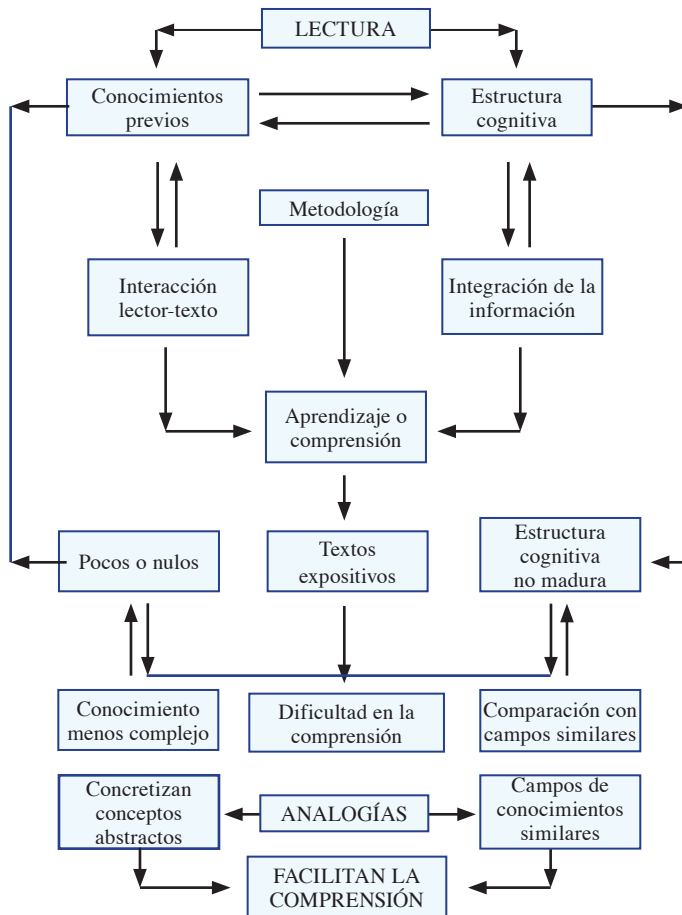 LECTURA
Conocimientos
previos
Estructura
cognitiva
Metodología
Interacción
lector-texto
Integración de la
información
Aprendizaje o
comprensión
Pocos o nulos
Textos
expositivos
Estructura
cognitiva
no madura
Conocimiento
menos complejo
Dificultad en la
comprensión
Comparación con
campos similares
Concretizan
conceptos
abstractos
ANALOGÍAS
Campos de
conocimientos
similares
FACILITAN LA
COMPRENSIÓN